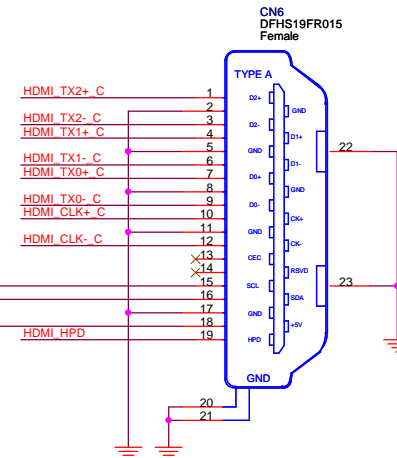 CN6
DFHS19FR015
Female
TYPE A
HDMI_TX2+_C 1 D2+
2 GND
HDMI_TX2-_C 3 D2-
HDMI_TX1+_C 4 D1+
5 GND
HDMI_TX1-_C 6 D1-
HDMI_TX0+_C 7 D0+
8 GND
HDMI_TX0-_C 9 D0-
HDMI_CLK+_C 10 CK+
11 GND
HDMI_CLK-_C 12 CK-
13 CEC
14 RSVD
15 SCL
16 SDA
17 GND
18 +5V
HDMI_HPD 19 HPD
22
23
GND
20
21